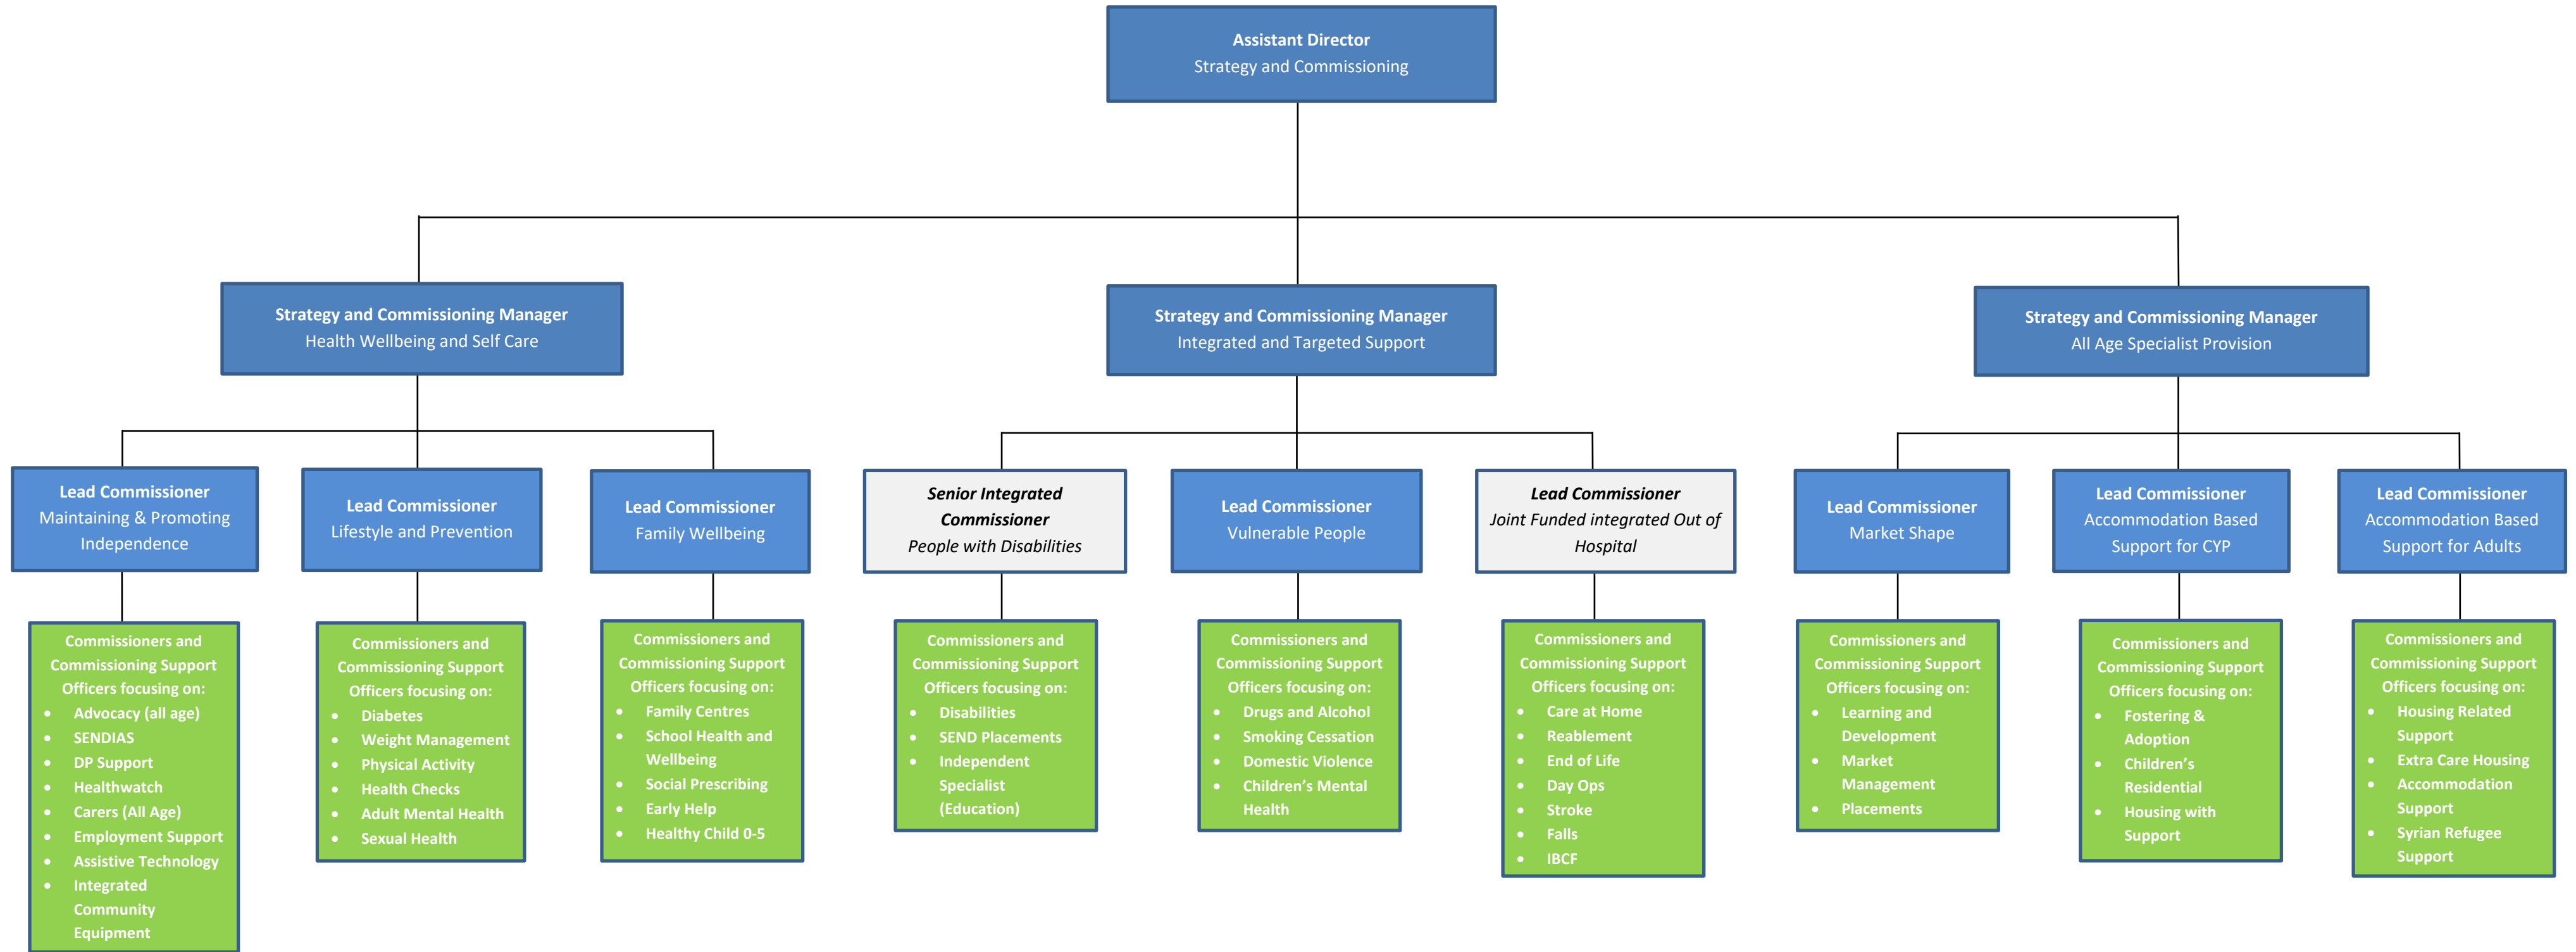 Assistant Director
Strategy and Commissioning
Strategy and Commissioning Manager
Health Wellbeing and Self Care
Strategy and Commissioning Manager
Integrated and Targeted Support
Strategy and Commissioning Manager
All Age Specialist Provision
Lead Commissioner
Maintaining & Promoting
Independence
Lead Commissioner
Lifestyle and Prevention
Lead Commissioner
Family Wellbeing
Senior Integrated
Commissioner
People with Disabilities
Lead Commissioner
Vulnerable People
Lead Commissioner
Joint Funded integrated Out of
Hospital
Lead Commissioner
Market Shape
Lead Commissioner
Accommodation Based
Support for CYP
Lead Commissioner
Accommodation Based
Support for Adults
Commissioners and
Commissioning Support
Officers focusing on:
• Advocacy (all age)
• SENDIAS
• DP Support
• Healthwatch
• Carers (All Age)
• Employment Support
• Assistive Technology
• Integrated
Community
Equipment
Commissioners and
Commissioning Support
Officers focusing on:
• Diabetes
• Weight Management
• Physical Activity
• Health Checks
• Adult Mental Health
• Sexual Health
Commissioners and
Commissioning Support
Officers focusing on:
• Family Centres
• School Health and
Wellbeing
• Social Prescribing
• Early Help
• Healthy Child 0-5
Commissioners and
Commissioning Support
Officers focusing on:
• Disabilities
• SEND Placements
• Independent
Specialist
(Education)
Commissioners and
Commissioning Support
Officers focusing on:
• Drugs and Alcohol
• Smoking Cessation
• Domestic Violence
• Children's Mental
Health
Commissioners and
Commissioning Support
Officers focusing on:
• Care at Home
• Reablement
• End of Life
• Day Ops
• Stroke
• Falls
• IBCF
Commissioners and
Commissioning Support
Officers focusing on:
• Learning and
Development
• Market
Management
• Placements
Commissioners and
Commissioning Support
Officers focusing on:
• Fostering &
Adoption
• Children's
Residential
• Housing with
Support
Commissioners and
Commissioning Support
Officers focusing on:
• Housing Related
Support
• Extra Care Housing
• Accommodation
Support
• Syrian Refugee
Support